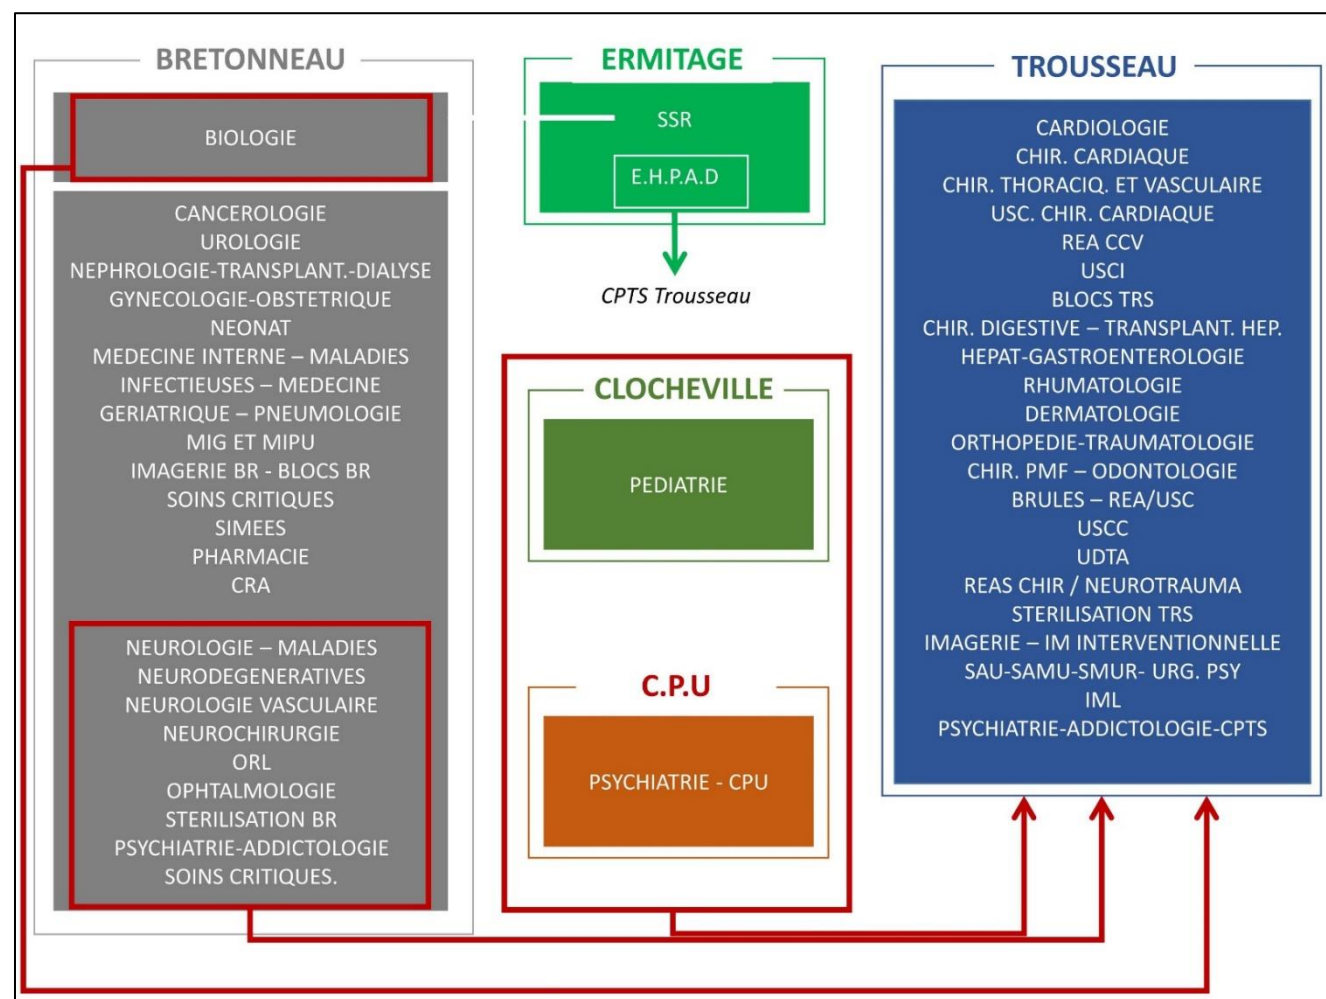 BRETONNEAU
BIOLOGIE
CANCEROLOGIE
UROLOGIE
NEPHROLOGIE-TRANSPLANT.-DIALYSE
GYNECOLOGIE-OBSTETRIQUE
NEONAT
MEDECINE INTERNE – MALADIES
INFECTIEUSES – MEDECINE
GERIATRIQUE – PNEUMOLOGIE
MIG ET MIPU
IMAGERIE BR - BLOCS BR
SOINS CRITIQUES
SIMEES
PHARMACIE
CRA
NEUROLOGIE – MALADIES
NEURODEGENERATIVES
NEUROLOGIE VASCULAIRE
NEUROCHIRURGIE
ORL
OPHTALMOLOGIE
STERILISATION BR
PSYCHIATRIE-ADDICTOLOGIE
SOINS CRITIQUES.
ERMITAGE
SSR
E.H.P.A.D
CPTS Trousseau
CLOCHEVILLE
PEDIATRIE
C.P.U
PSYCHIATRIE - CPU
TROUSSEAU
CARDIOLOGIE
CHIR. CARDIAQUE
CHIR. THORACIQ. ET VASCULAIRE
USC. CHIR. CARDIAQUE
REA CCV
USCI
BLOCS TRS
CHIR. DIGESTIVE – TRANSPLANT. HEP.
HEPAT-GASTROENTEROLOGIE
RHUMATOLOGIE
DERMATOLOGIE
ORTHOPEDIE-TRAUMATOLOGIE
CHIR. PMF – ODONTOLOGIE
BRULES – REA/USC
USCC
UDTA
REAS CHIR / NEUROTRAUMA
STERILISATION TRS
IMAGERIE – IM INTERVENTIONNELLE
SAU-SAMU-SMUR- URG. PSY
IML
PSYCHIATRIE-ADDICTOLOGIE-CPTS